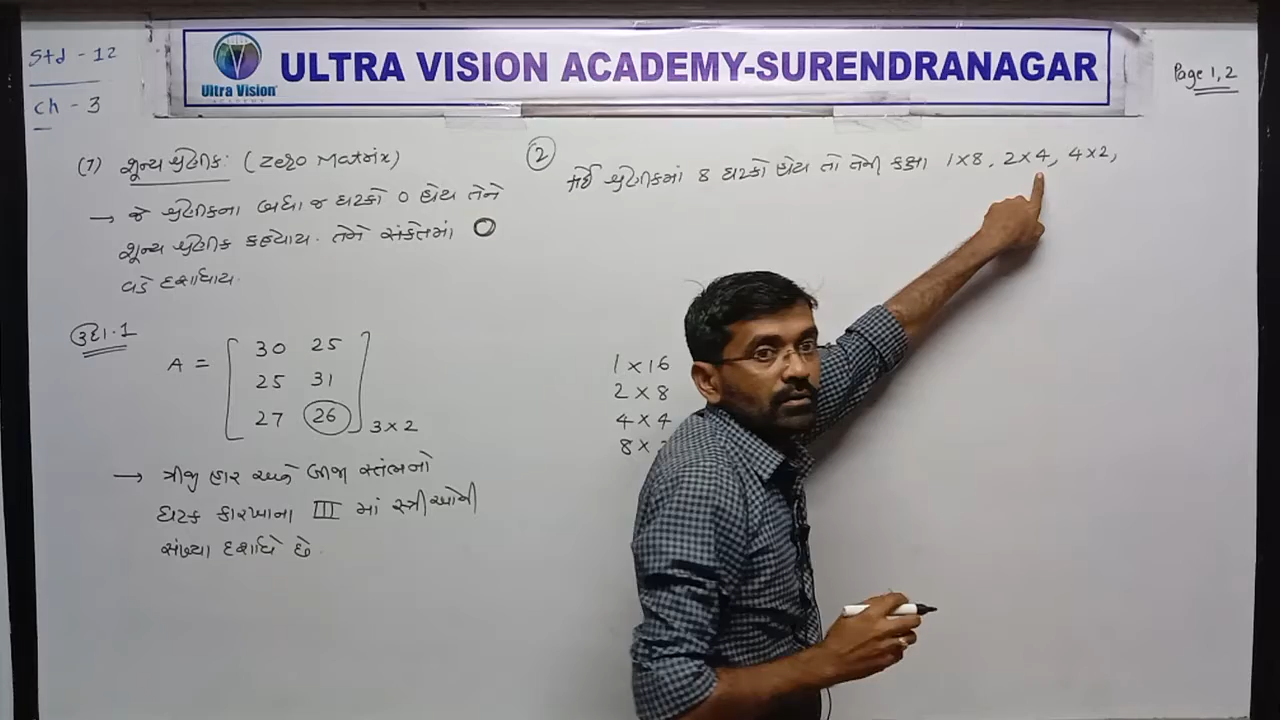 Std - 12
ch - 3
Ultra Vision
ACADEMY
ULTRA VISION ACADEMY-SURENDRANAGAR
Page 1, 2
(7) શૂન્ય શ્રેણિક: (Zero Matrix)
→ જે શ્રેણિકના બધા જ ઘટકો 0 હોય તેને
શૂન્ય શ્રેણિક કહેવાય. તેને સંકેતમાં O
વડે દર્શાવાય.
ઉદા.1
A = [ 30 25
25 31
27 26 ] 3 x 2
→ ત્રીજી હાર અને બીજા સ્તંભનો
ઘટક કારખાના III માં સ્ત્રીઓની
સંખ્યા દર્શાવે છે.
2
શ્રેણિકમાં 8 ઘટકો હોય તો તેની કક્ષા 1 x 8, 2 x 4, 4 x 2,
1 x 16
2 x 8
4 x 4
8 x